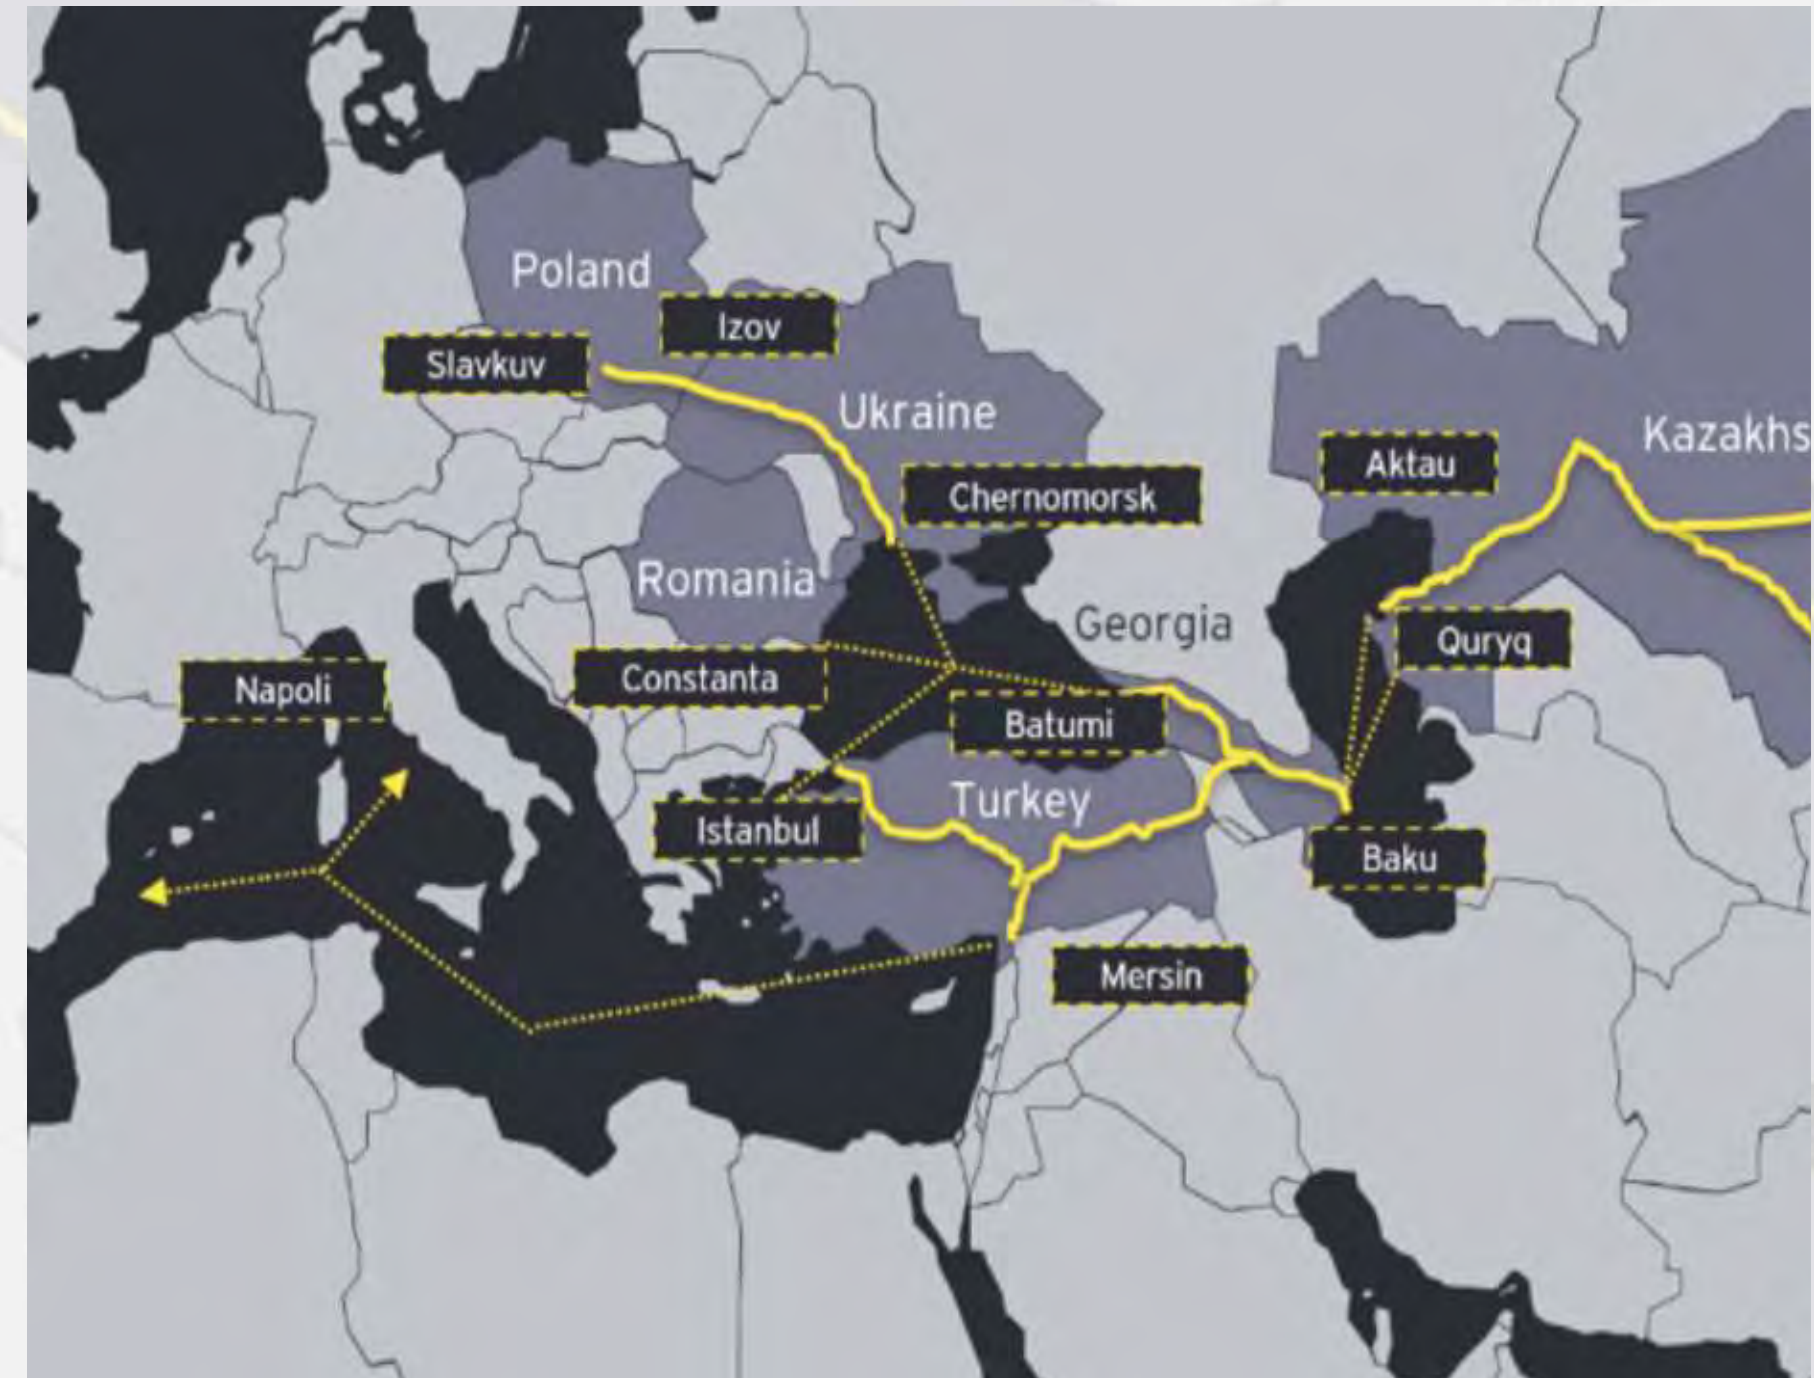 Poland
Izov
Slavkuv
Ukraine
Kazakhs
Aktau
Chernomorsk
Romania
Georgia
Quryq
Constanta
Napoli
Batumi
Turkey
Istanbul
Baku
Mersin